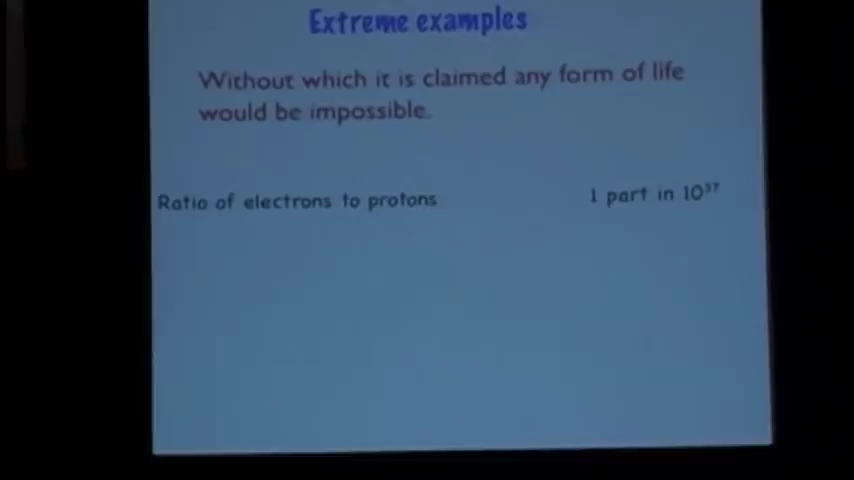 Extreme examples
Without which it is claimed any form of life
would be impossible.
Ratio of electrons to protons 1 part in 10³⁷